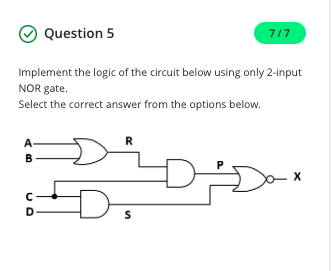 Question 5
7 / 7
Implement the logic of the circuit below using only 2-input
NOR gate.
Select the correct answer from the options below.
A
R
B
P
X
C
D
S